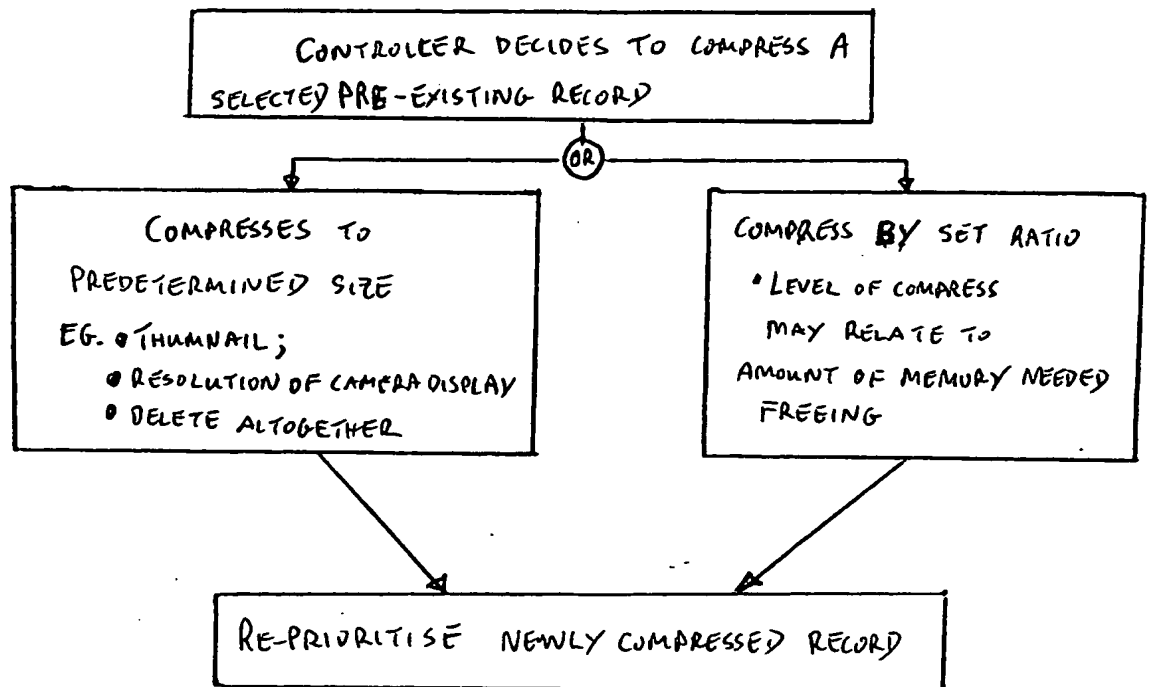 CONTROLLER DECIDES TO COMPRESS A
SELECTED PRE-EXISTING RECORD
OR
COMPRESSES TO
PREDETERMINED SIZE
EG. • THUMNAIL;
• RESOLUTION OF CAMERA DISPLAY
• DELETE ALTOGETHER
COMPRESS BY SET RATIO
• LEVEL OF COMPRESS
MAY RELATE TO
AMOUNT OF MEMORY NEEDED
FREEING
RE-PRIORITISE NEWLY COMPRESSED RECORD